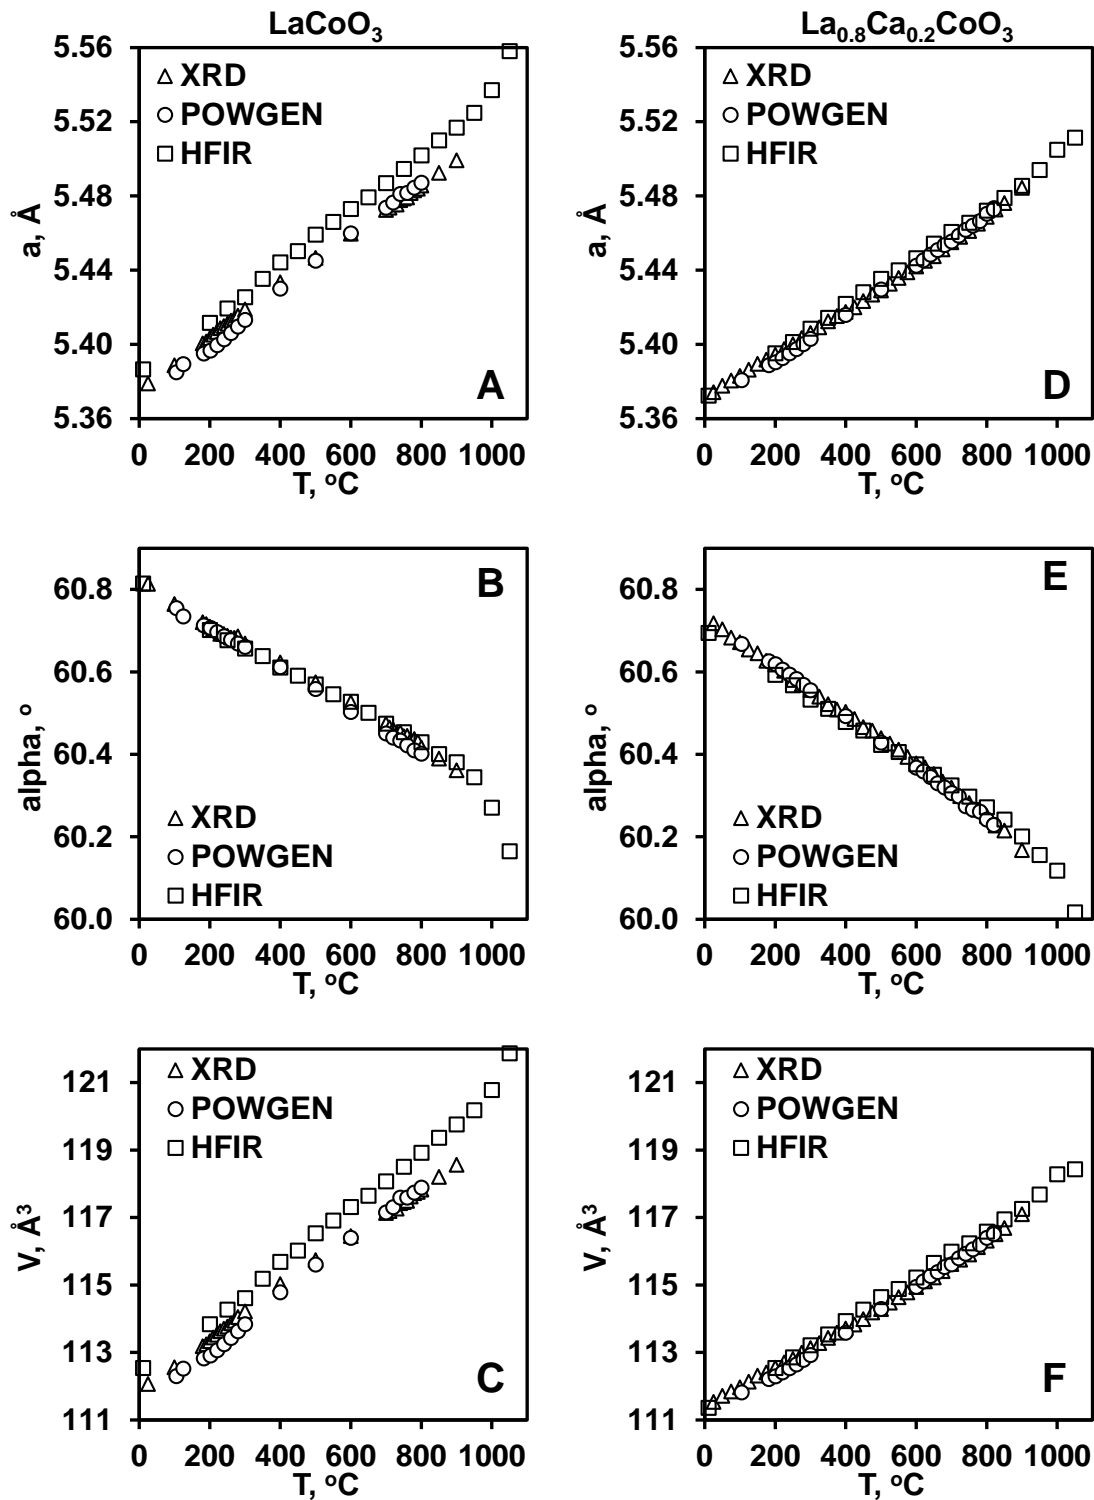 LaCoO3
5.56
5.52
5.48
5.44
5.40
5.36
a, Å
XRD
POWGEN
HFIR
A
0 200 400 600 800 1000
T, oC
La0.8Ca0.2CoO3
5.56
5.52
5.48
5.44
5.40
5.36
a, Å
XRD
POWGEN
HFIR
D
0 200 400 600 800 1000
T, oC
60.8
60.6
60.4
60.2
60.0
alpha, o
B
XRD
POWGEN
HFIR
0 200 400 600 800 1000
T, oC
60.8
60.6
60.4
60.2
60.0
alpha, o
E
XRD
POWGEN
HFIR
0 200 400 600 800 1000
T, oC
121
119
117
115
113
111
V, Å3
XRD
POWGEN
HFIR
C
0 200 400 600 800 1000
T, oC
121
119
117
115
113
111
V, Å3
XRD
POWGEN
HFIR
F
0 200 400 600 800 1000
T, oC